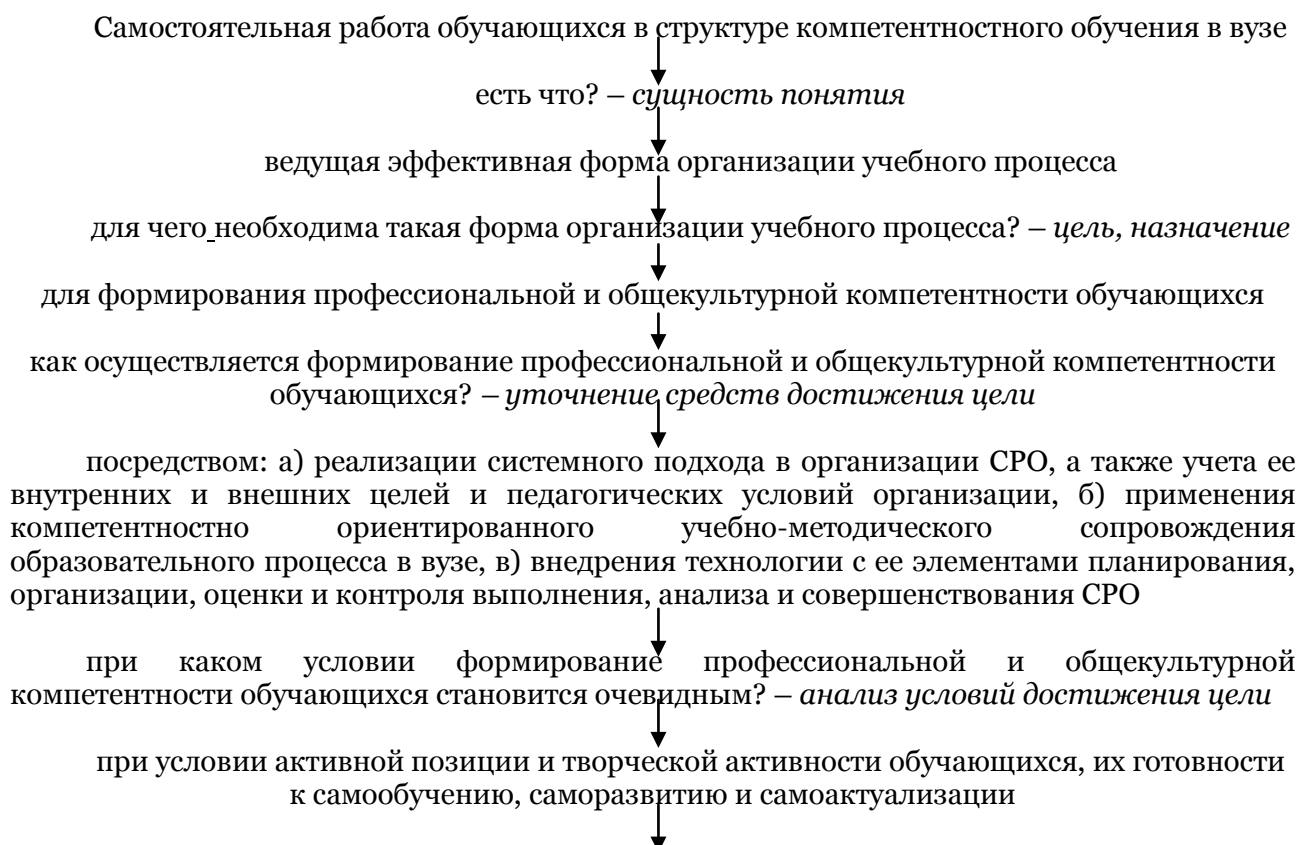 Самостоятельная работа обучающихся в структуре компетентностного обучения в вузе
есть что? – сущность понятия
ведущая эффективная форма организации учебного процесса
для чего необходима такая форма организации учебного процесса? – цель, назначение
для формирования профессиональной и общекультурной компетентности обучающихся
как осуществляется формирование профессиональной и общекультурной компетентности
обучающихся? – уточнение средств достижения цели
посредством: а) реализации системного подхода в организации СРО, а также учета ее
внутренних и внешних целей и педагогических условий организации, б) применения
компетентностно ориентированного учебно-методического сопровождения
образовательного процесса в вузе, в) внедрения технологии с ее элементами планирования,
организации, оценки и контроля выполнения, анализа и совершенствования СРО
при каком условии формирование профессиональной и общекультурной
компетентности обучающихся становится очевидным? – анализ условий достижения цели
при условии активной позиции и творческой активности обучающихся, их готовности
к самообучению, саморазвитию и самоактуализации